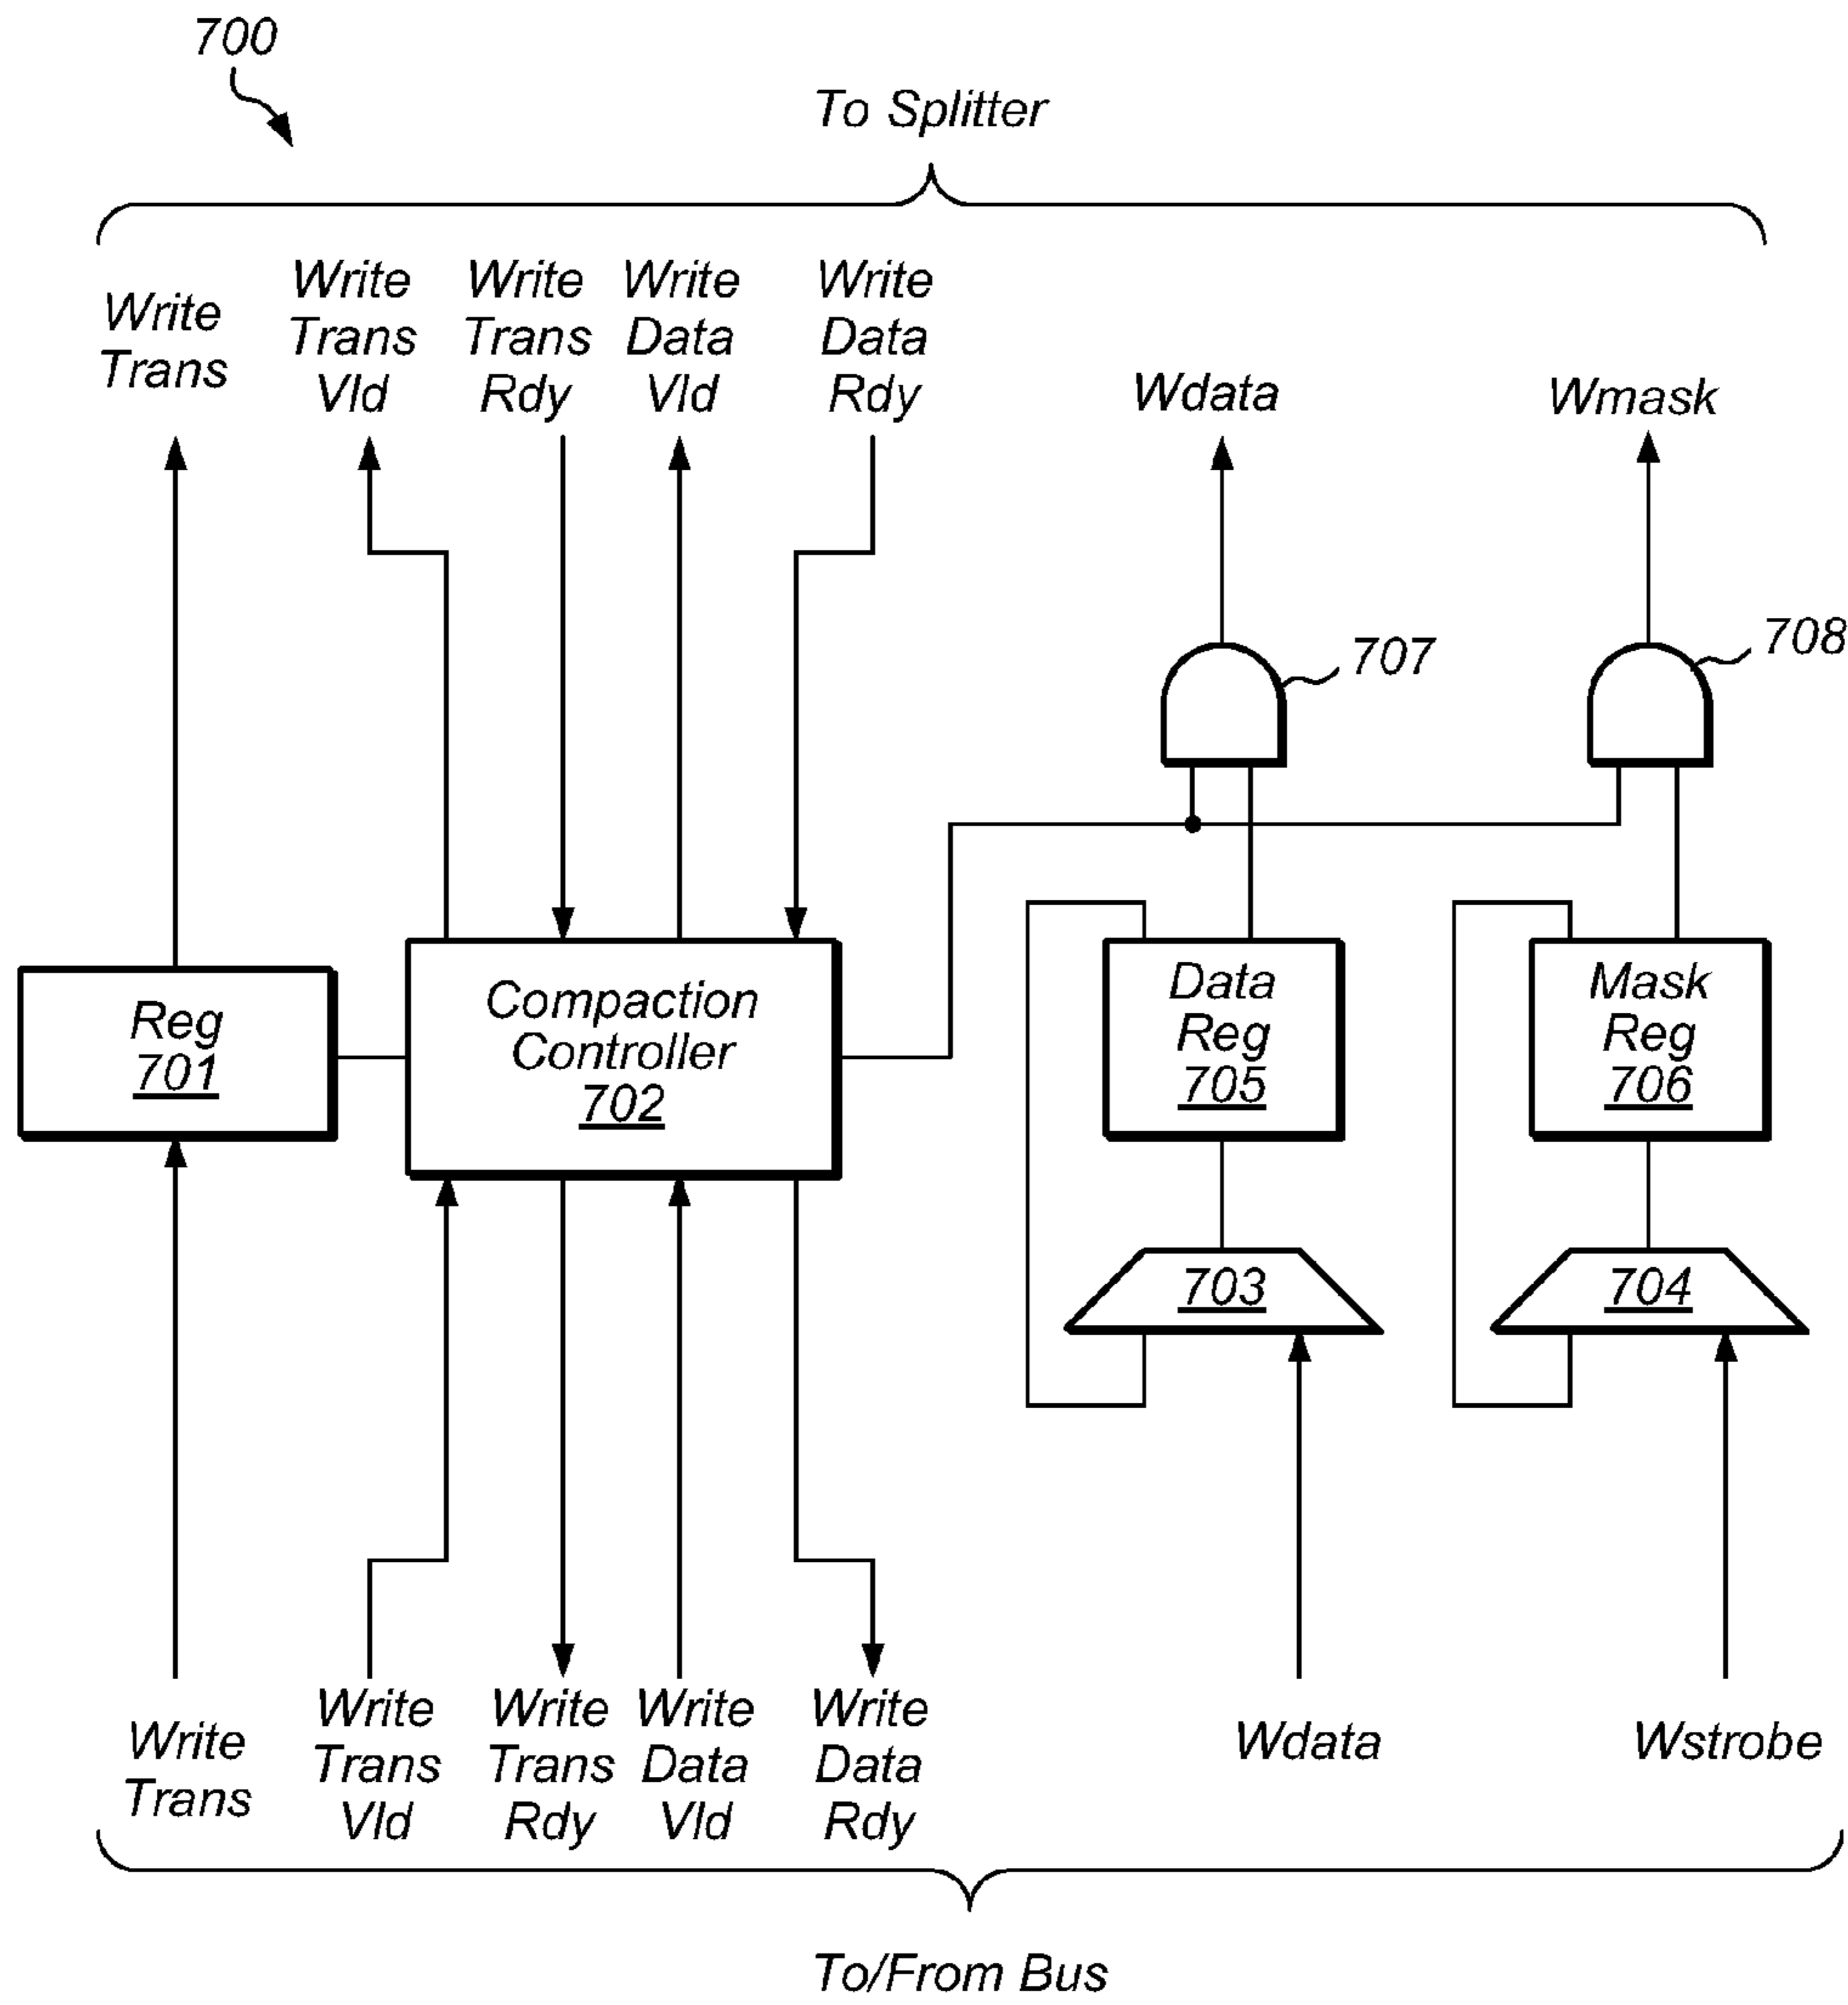 700
To Splitter
Write
Trans
Write
Trans
Vld
Write
Trans
Rdy
Write
Data
Vld
Write
Data
Rdy
Wdata
Wmask
707
708
Reg
701
Compaction
Controller
702
Data
Reg
705
Mask
Reg
706
703
704
Write
Trans
Write
Trans
Vld
Write
Trans
Rdy
Write
Data
Vld
Write
Data
Rdy
Wdata
Wstrobe
To/From Bus